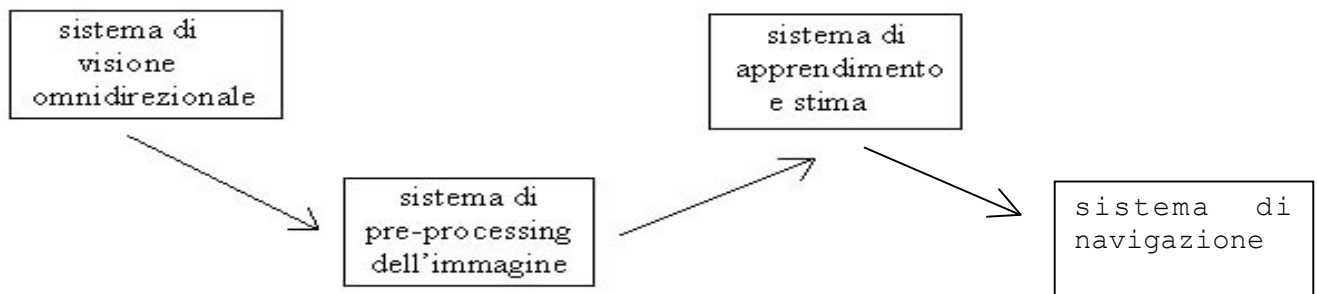 sistema di
visione
omnidirezionale
sistema di
pre-processing
dell'immagine
sistema di
apprendimento
e stima
sistema di
navigazione